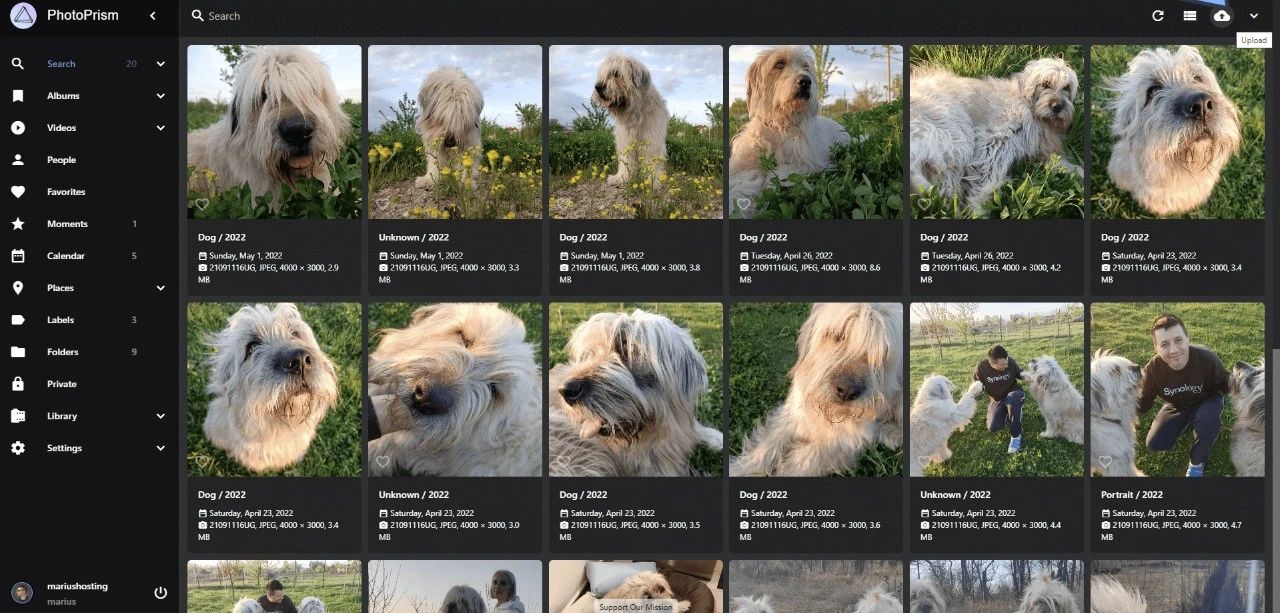 PhotoPrism
Search
Upload
Search 20
Albums
Videos
People
Favorites
Moments 1
Calendar 5
Places
Labels 3
Folders 9
Private
Library
Settings
mariushosting
marius
Dog / 2022
Sunday, May 1, 2022
21091116UG, JPEG, 4000 × 3000, 2.9
MB
Unknown / 2022
Sunday, May 1, 2022
21091116UG, JPEG, 4000 × 3000, 3.3
MB
Dog / 2022
Sunday, May 1, 2022
21091116UG, JPEG, 4000 × 3000, 3.8
MB
Dog / 2022
Tuesday, April 26, 2022
21091116UG, JPEG, 4000 × 3000, 8.6
MB
Dog / 2022
Tuesday, April 26, 2022
21091116UG, JPEG, 4000 × 3000, 4.2
MB
Dog / 2022
Saturday, April 23, 2022
21091116UG, JPEG, 4000 × 3000, 3.4
MB
Dog / 2022
Saturday, April 23, 2022
21091116UG, JPEG, 4000 × 3000, 3.4
MB
Unknown / 2022
Saturday, April 23, 2022
21091116UG, JPEG, 4000 × 3000, 3.0
MB
Dog / 2022
Saturday, April 23, 2022
21091116UG, JPEG, 4000 × 3000, 3.5
MB
Dog / 2022
Saturday, April 23, 2022
21091116UG, JPEG, 4000 × 3000, 3.6
MB
Synology
Unknown / 2022
Saturday, April 23, 2022
21091116UG, JPEG, 4000 × 3000, 4.4
MB
Synology
Portrait / 2022
Saturday, April 23, 2022
21091116UG, JPEG, 4000 × 3000, 4.7
MB
Support Our Mission